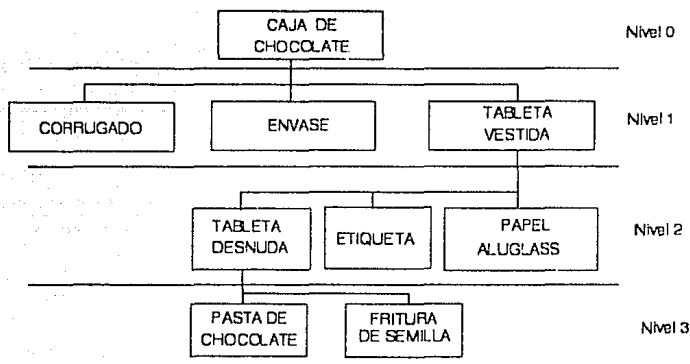 CAJA DE
CHOCOLATE
Nivel 0
CORRUGADO
ENVASE
TABLETA
VESTIDA
Nivel 1
TABLETA
DESNUDA
ETIQUETA
PAPEL
ALUGLASS
Nivel 2
PASTA DE
CHOCOLATE
FRITURA
DE SEMILLA
Nivel 3